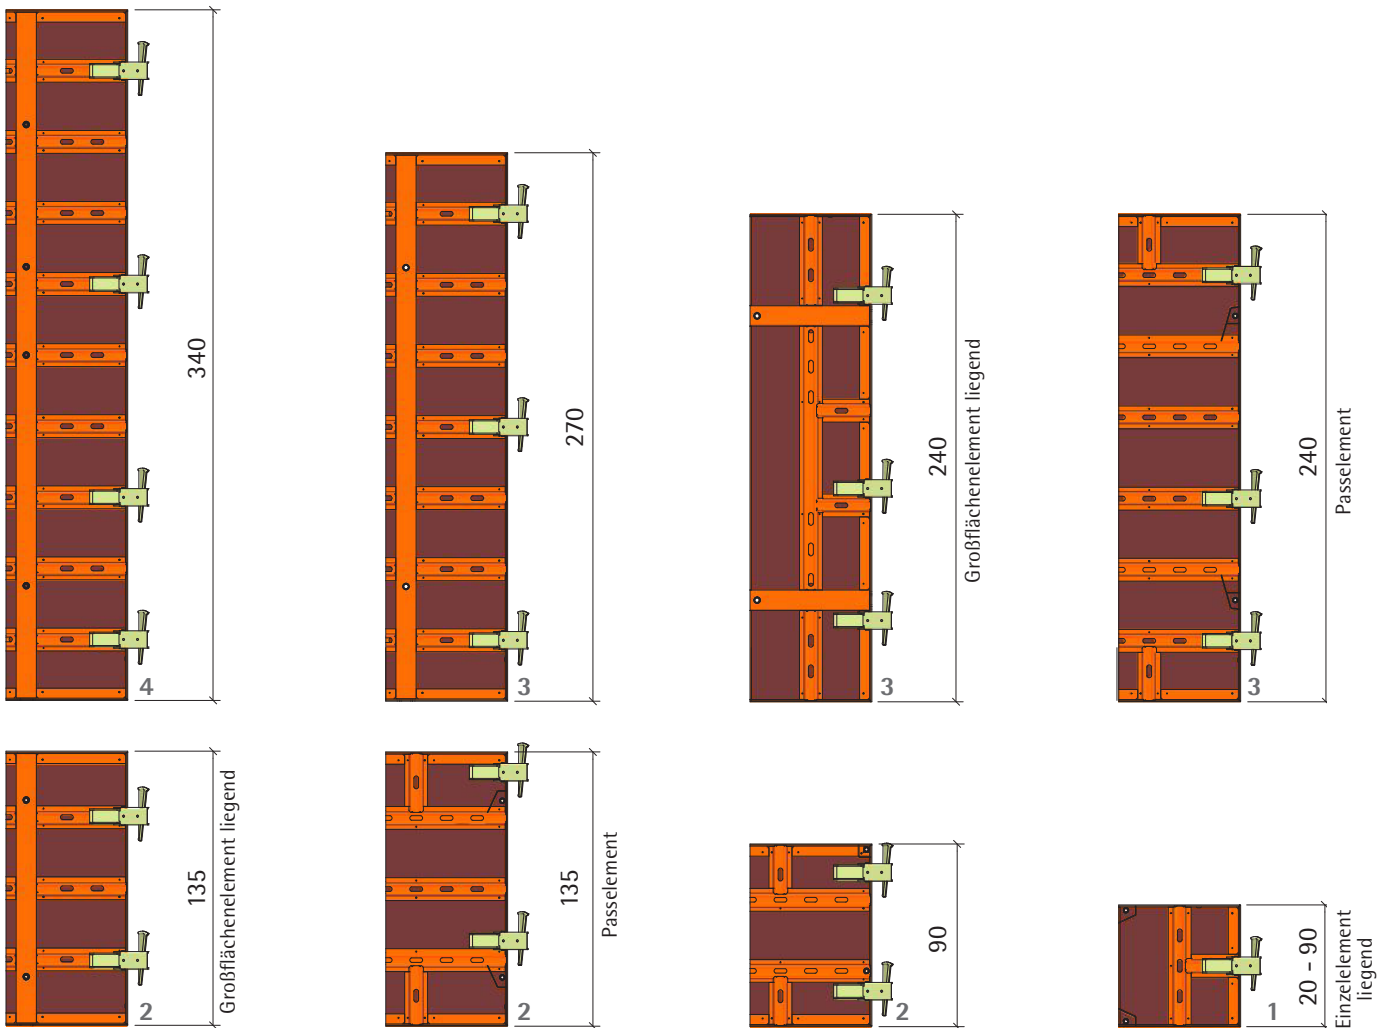 340
4
270
3
240
Großflächenelement liegend
3
240
Passelement
3
135
Großflächenelement liegend
2
135
Passelement
2
90
2
20 - 90
Einzelelement
liegend
1